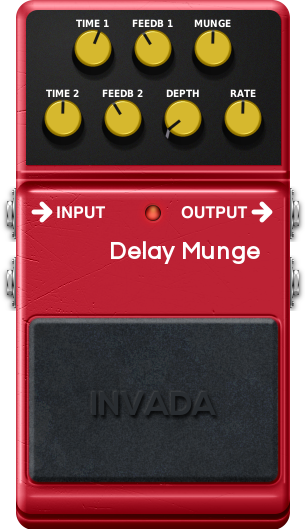 TIME 1 FEEDB 1 MUNGE
TIME 2 FEEDB 2 DEPTH RATE
INPUT OUTPUT
Delay Munge
INVADA